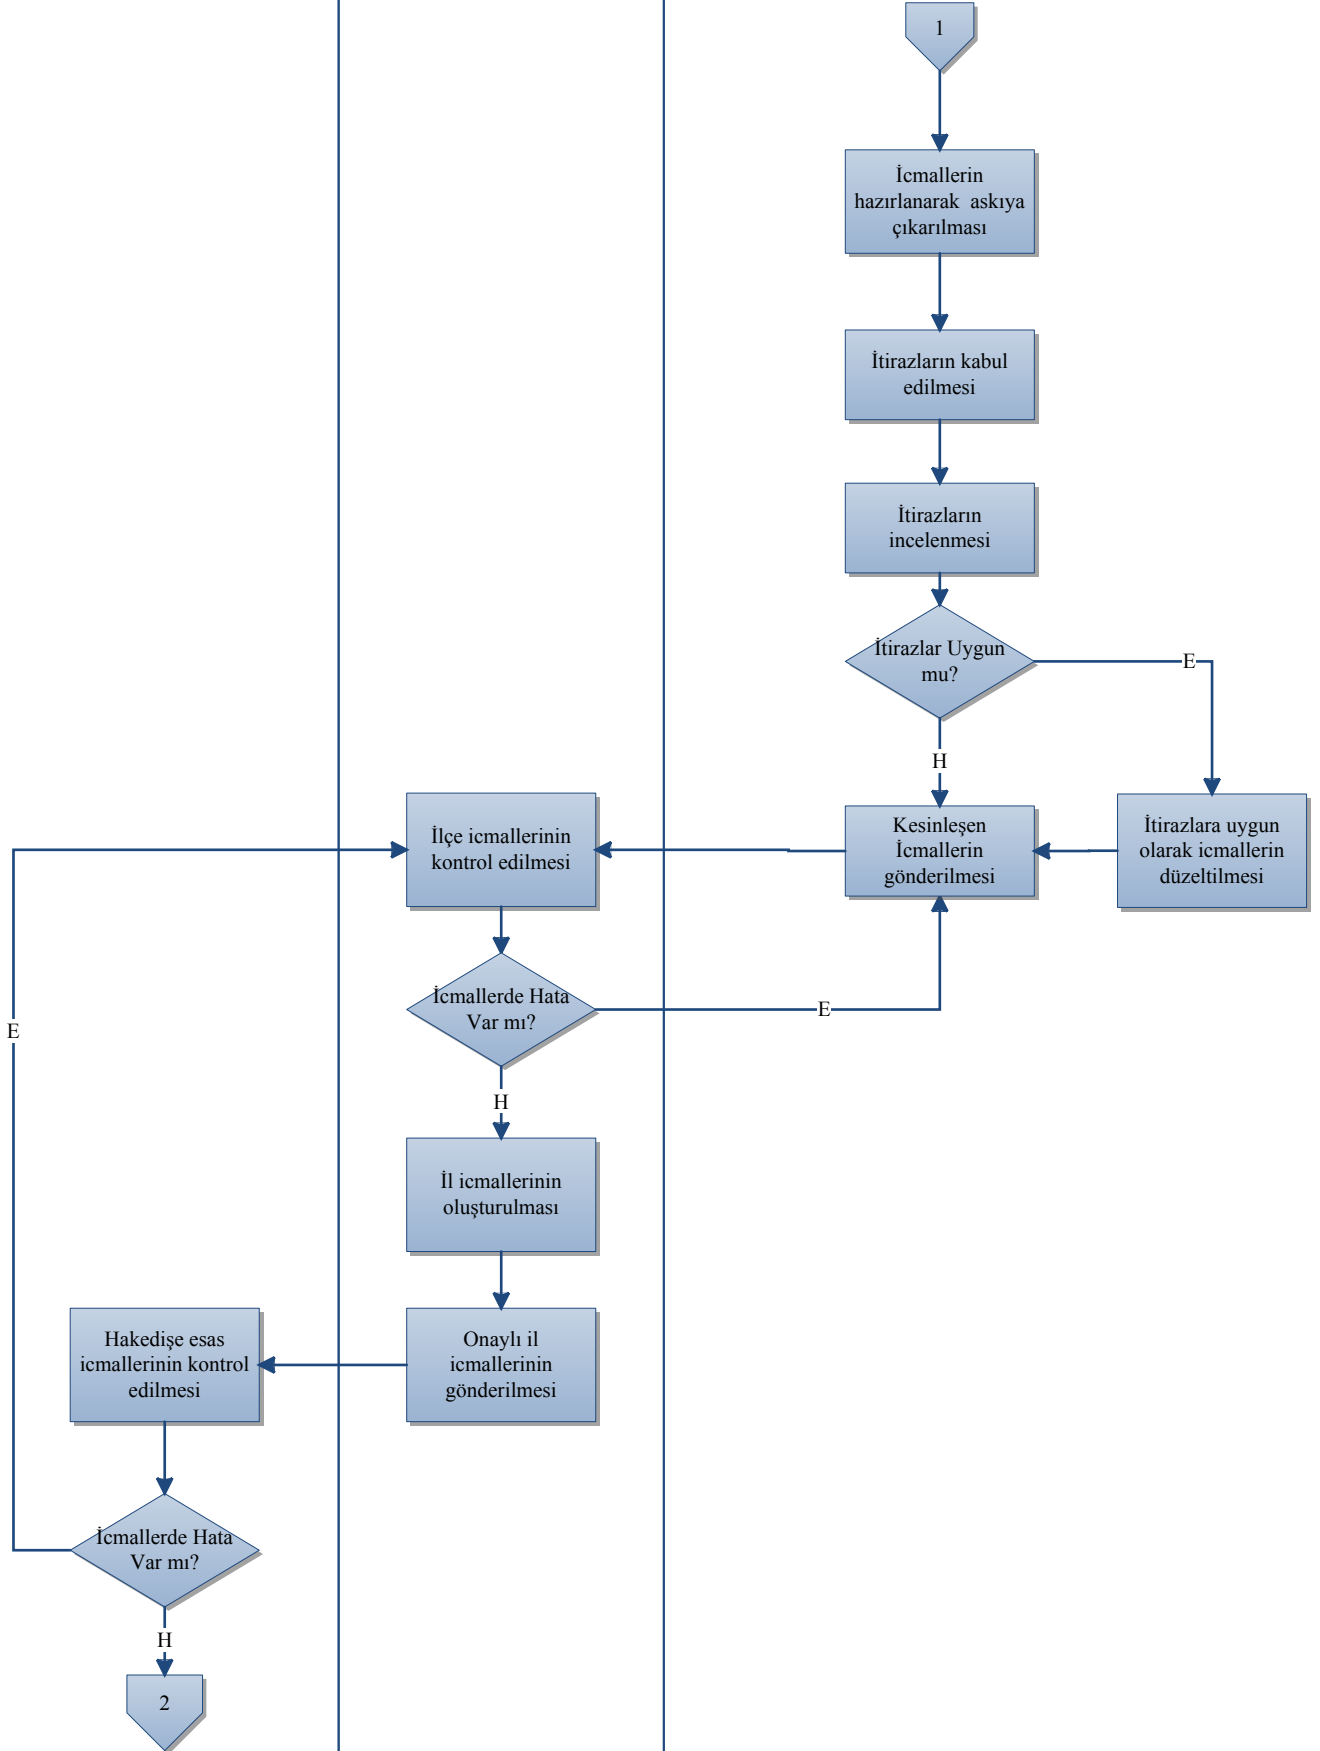 1
İcmallerin
hazırlanarak askıya
çıkarılması
İtirazların kabul
edilmesi
İtirazların
incelenmesi
İtirazlar Uygun
mu?
E
H
Kesinleşen
İcmallerin
gönderilmesi
İtirazlara uygun
olarak icmallerin
düzeltilmesi
İlçe icmallerinin
kontrol edilmesi
İcmallerde Hata
Var mı?
E
E
H
İl icmallerinin
oluşturulması
Onaylı il
icmallerinin
gönderilmesi
Hakedişe esas
icmallerinin kontrol
edilmesi
İcmallerde Hata
Var mı?
H
2